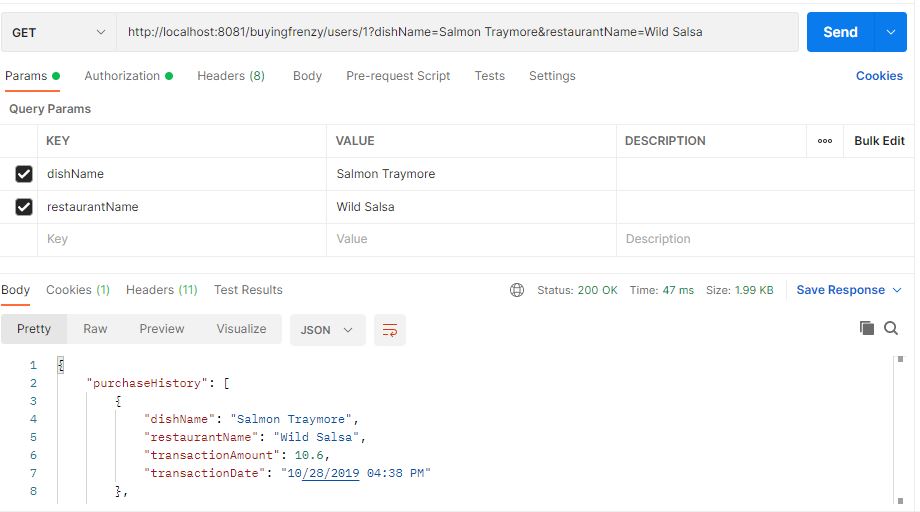 GET http://localhost:8081/buyingfrenzy/users/1?dishName=Salmon Traymore&restaurantName=Wild Salsa Send
Params Authorization Headers (8) Body Pre-request Script Tests Settings Cookies
Query Params
KEY VALUE DESCRIPTION ooo Bulk Edit
dishName Salmon Traymore
restaurantName Wild Salsa
Key Value Description
Body Cookies (1) Headers (11) Test Results Status: 200 OK Time: 47 ms Size: 1.99 KB Save Response
Pretty Raw Preview Visualize JSON
1 {
2 "purchaseHistory": [
3 {
4 "dishName": "Salmon Traymore",
5 "restaurantName": "Wild Salsa",
6 "transactionAmount": 10.6,
7 "transactionDate": "10/28/2019 04:38 PM"
8 },